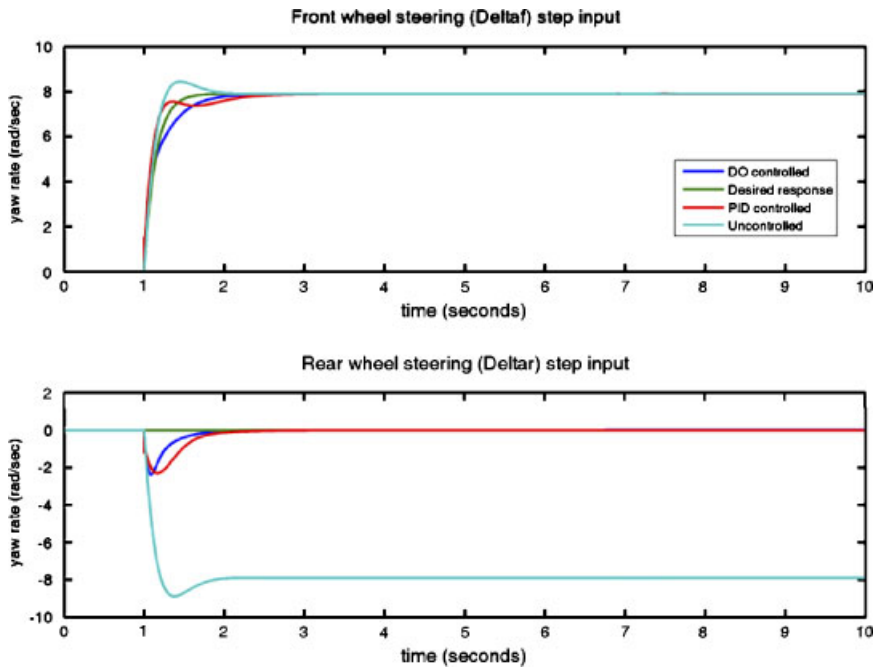 Front wheel steering (Deltaf) step input
10
8
6
4
2
0
yaw rate (rad/sec)
DO controlled
Desired response
PID controlled
Uncontrolled
0 1 2 3 4 5 6 7 8 9 10
time (seconds)
Rear wheel steering (Deltar) step input
2
0
-2
-4
-6
-8
-10
yaw rate (rad/sec)
0 1 2 3 4 5 6 7 8 9 10
time (seconds)